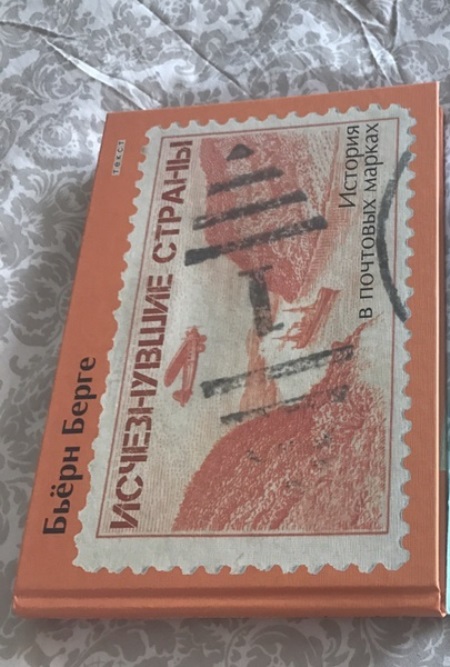 текст
Бьёрн Берге
ИСЧЕЗНУВШИЕ СТРАНЫ
История
в почтовых марках